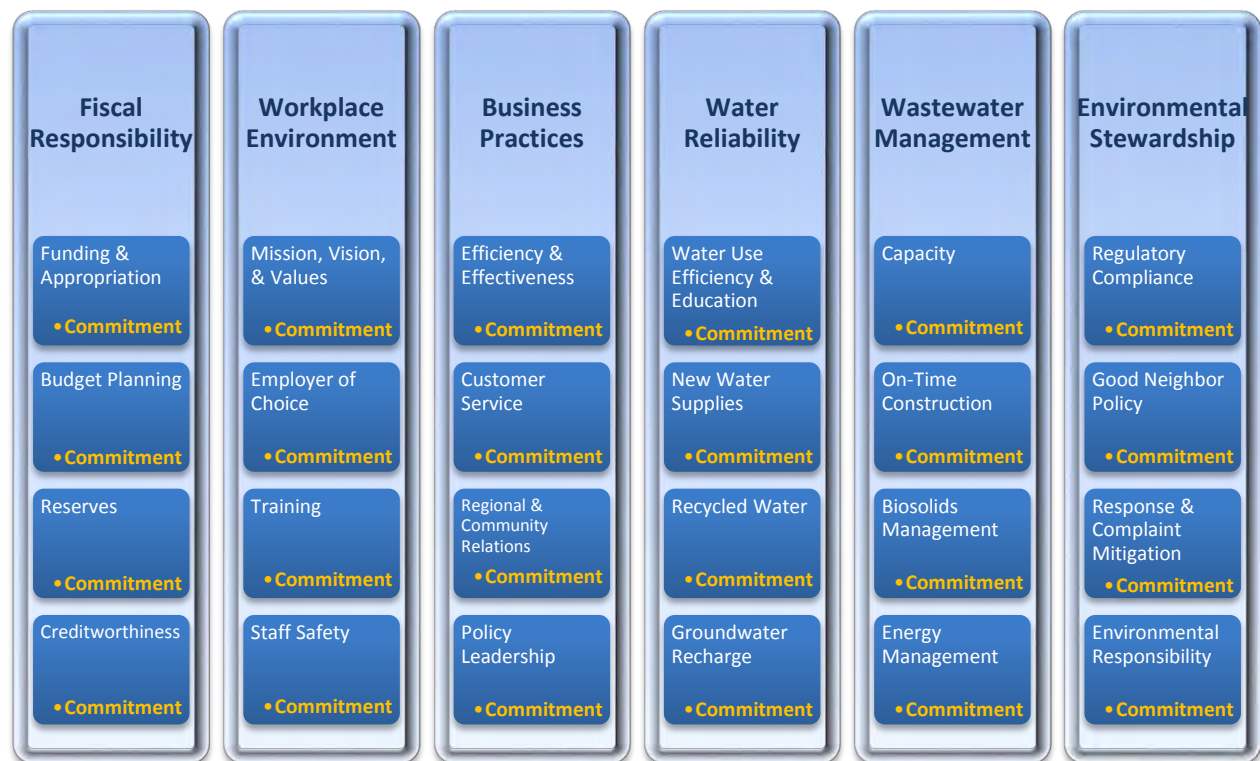 Fiscal
Responsibility
Funding &
Appropriation
•Commitment
Budget Planning
•Commitment
Reserves
•Commitment
Creditworthiness
•Commitment
Workplace
Environment
Mission, Vision,
& Values
•Commitment
Employer of
Choice
•Commitment
Training
•Commitment
Staff Safety
•Commitment
Business
Practices
Efficiency &
Effectiveness
•Commitment
Customer
Service
•Commitment
Regional &
Community
Relations
•Commitment
Policy
Leadership
•Commitment
Water
Reliability
Water Use
Efficiency &
Education
•Commitment
New Water
Supplies
•Commitment
Recycled Water
•Commitment
Groundwater
Recharge
•Commitment
Wastewater
Management
Capacity
•Commitment
On-Time
Construction
•Commitment
Biosolids
Management
•Commitment
Energy
Management
•Commitment
Environmental
Stewardship
Regulatory
Compliance
•Commitment
Good Neighbor
Policy
•Commitment
Response &
Complaint
Mitigation
•Commitment
Environmental
Responsibility
•Commitment